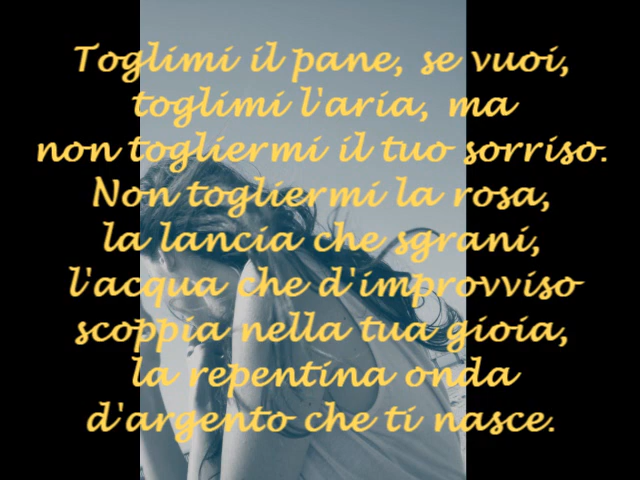 Toglimi il pane, se vuoi,
toglimi l'aria, ma
non togliermi il tuo sorriso.
Non togliermi la rosa,
la lancia che sgrani,
l'acqua che d'improvviso
scoppia nella tua gioia,
la repentina onda
d'argento che ti nasce.